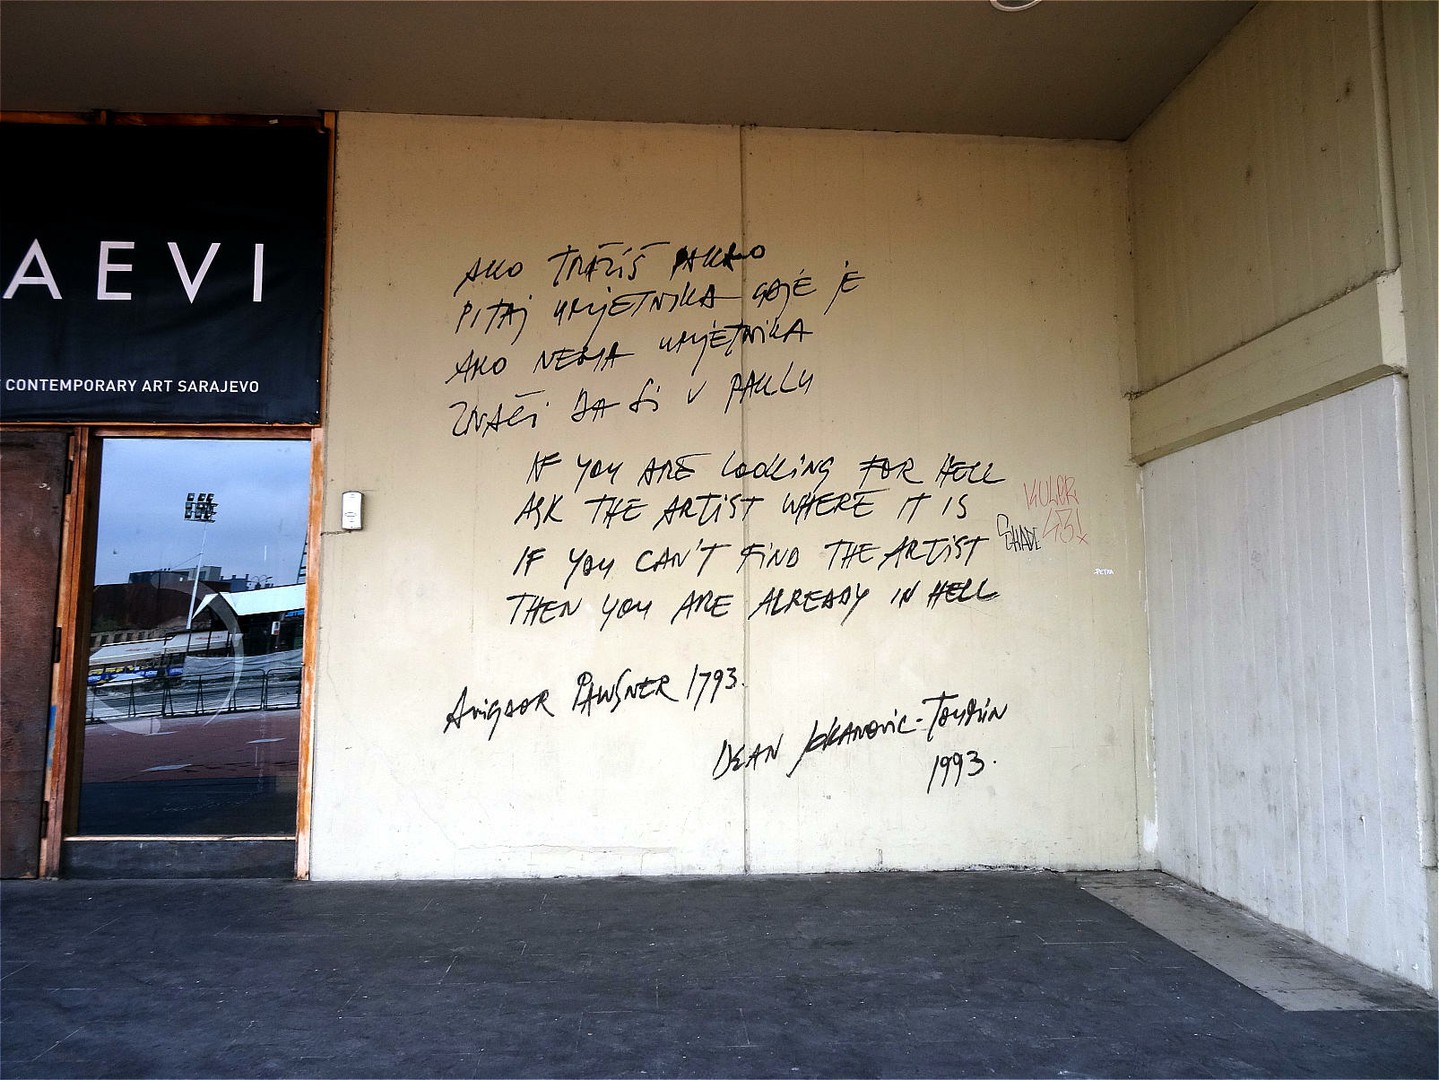 AEVI
CONTEMPORARY ART SARAJEVO
AKO TRAŽIŠ PAKAO
PITAJ UMJETNIKA GDJE JE
AKO NEMA UMJETNIKA
ZNAČI DA SI U PAKLU
IF YOU ARE LOOKING FOR HELL
ASK THE ARTIST WHERE IT IS
IF YOU CAN'T FIND THE ARTIST
THEN YOU ARE ALREADY IN HELL
AVIGDOR PAWSNER 1793.
DEAN JOKANOVIC-TOUMIN
1993.